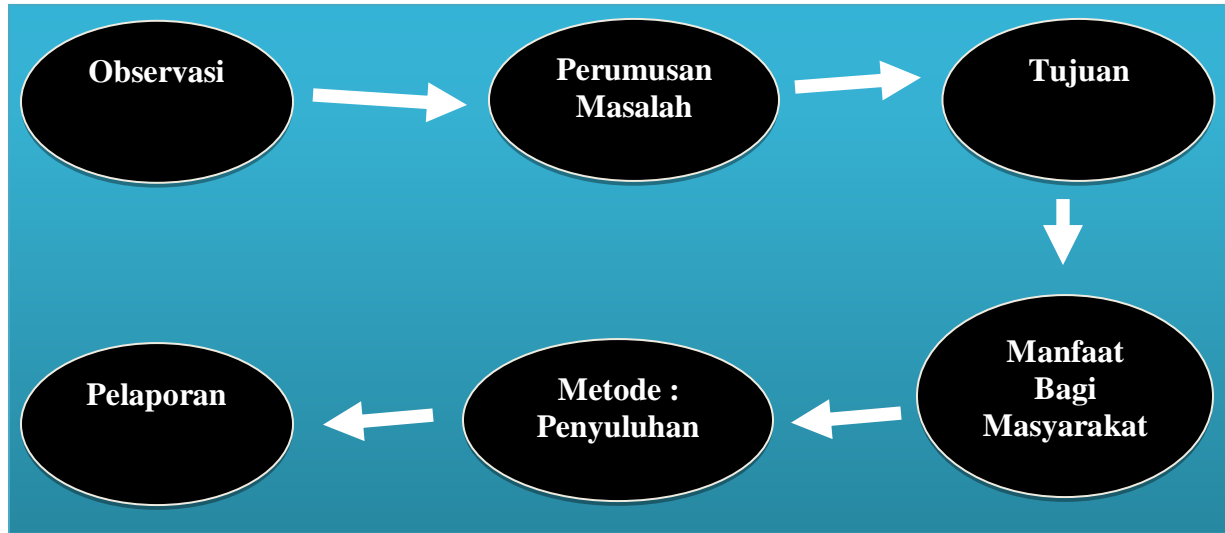 Observasi
Perumusan
Masalah
Tujuan
Manfaat
Bagi
Masyarakat
Metode :
Penyuluhan
Pelaporan